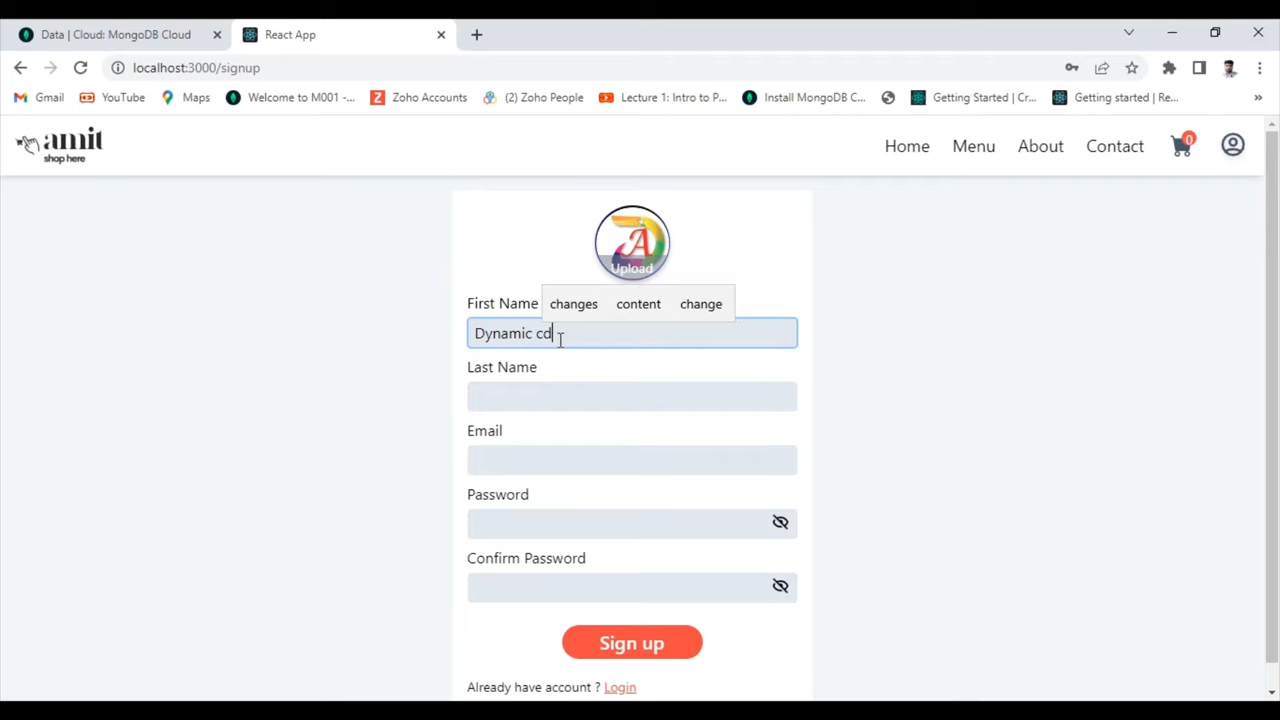 Data | Cloud: MongoDB Cloud
React App
localhost:3000/signup
Gmail
YouTube
Maps
Welcome to M001 -...
Zoho Accounts
(2) Zoho People
Lecture 1: Intro to P...
Install MongoDB C...
Getting Started | Cr...
Getting started | Re...
amit
shop here
Home
Menu
About
Contact
0
A
Upload
First Name
changes content change
Dynamic cd
Last Name
Email
Password
Confirm Password
Sign up
Already have account ? Login